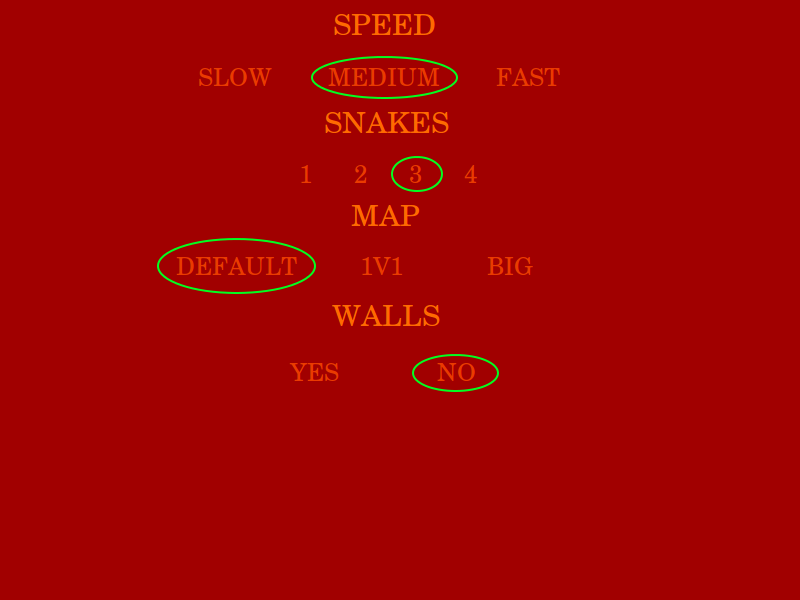 SPEED
SLOW MEDIUM FAST
SNAKES
1 2 3 4
MAP
DEFAULT 1V1 BIG
WALLS
YES NO